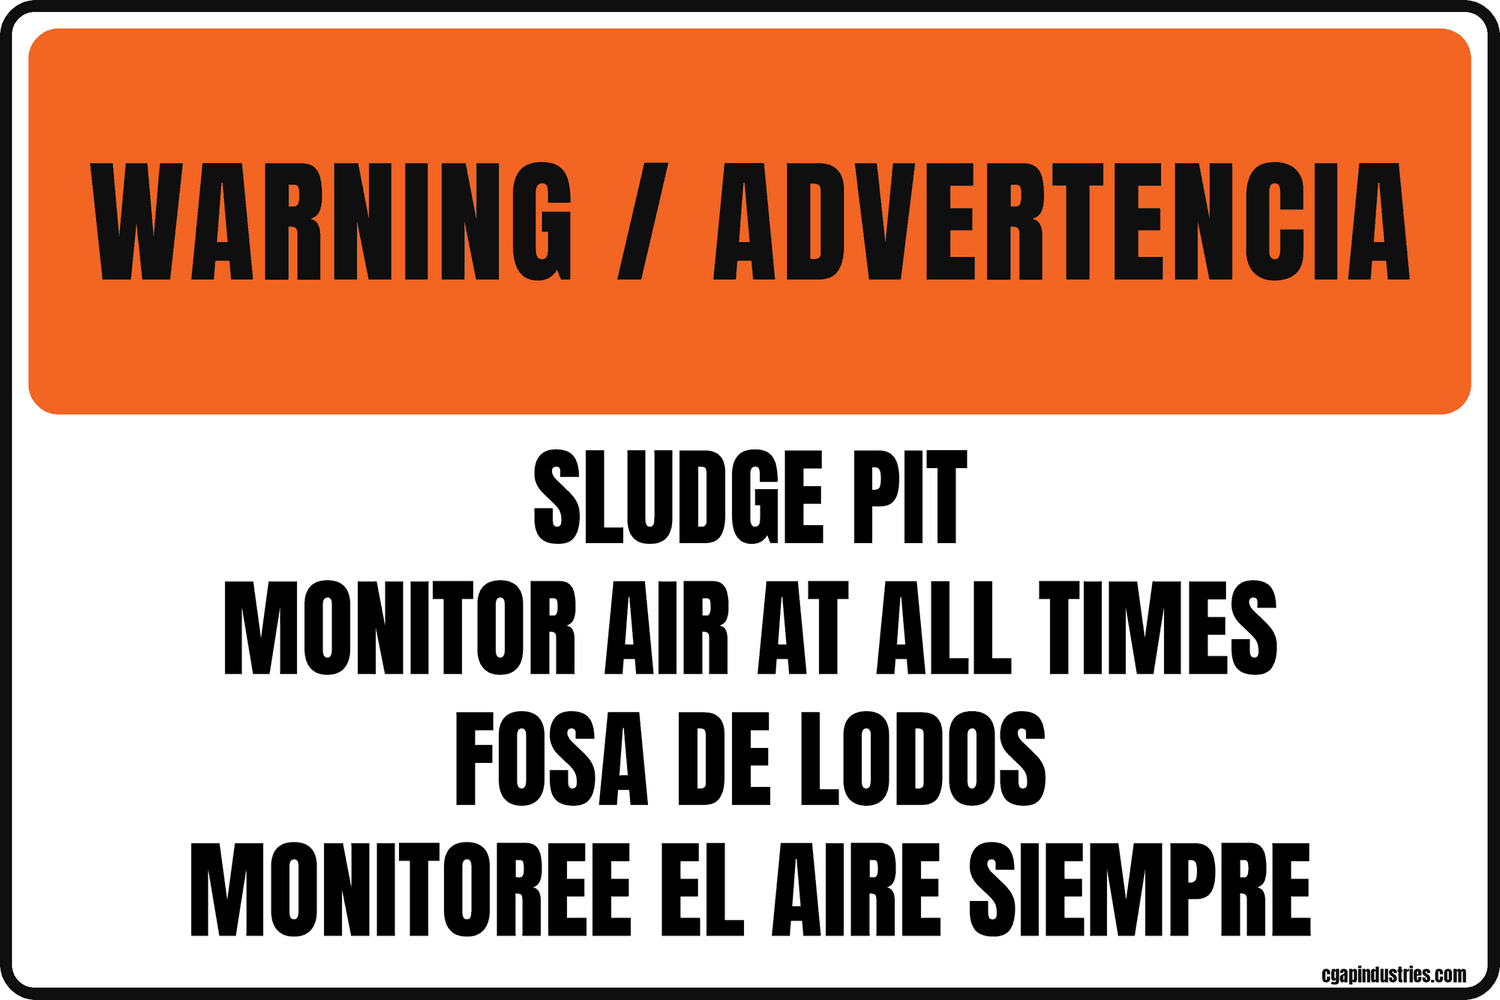 WARNING / ADVERTENCIA
SLUDGE PIT
MONITOR AIR AT ALL TIMES
FOSA DE LODOS
MONITOREE EL AIRE SIEMPRE
cgapindustries.com